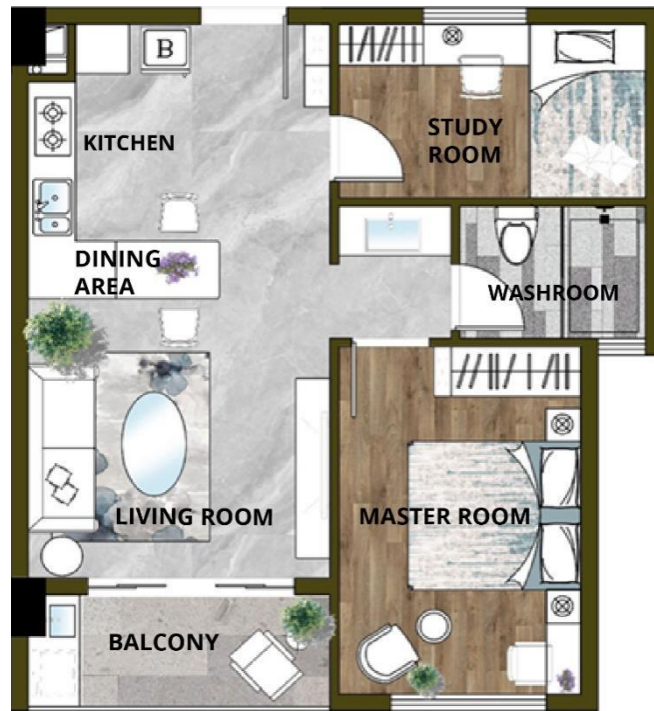 B
KITCHEN
STUDY
ROOM
DINING
AREA
WASHROOM
LIVING ROOM
MASTER ROOM
BALCONY